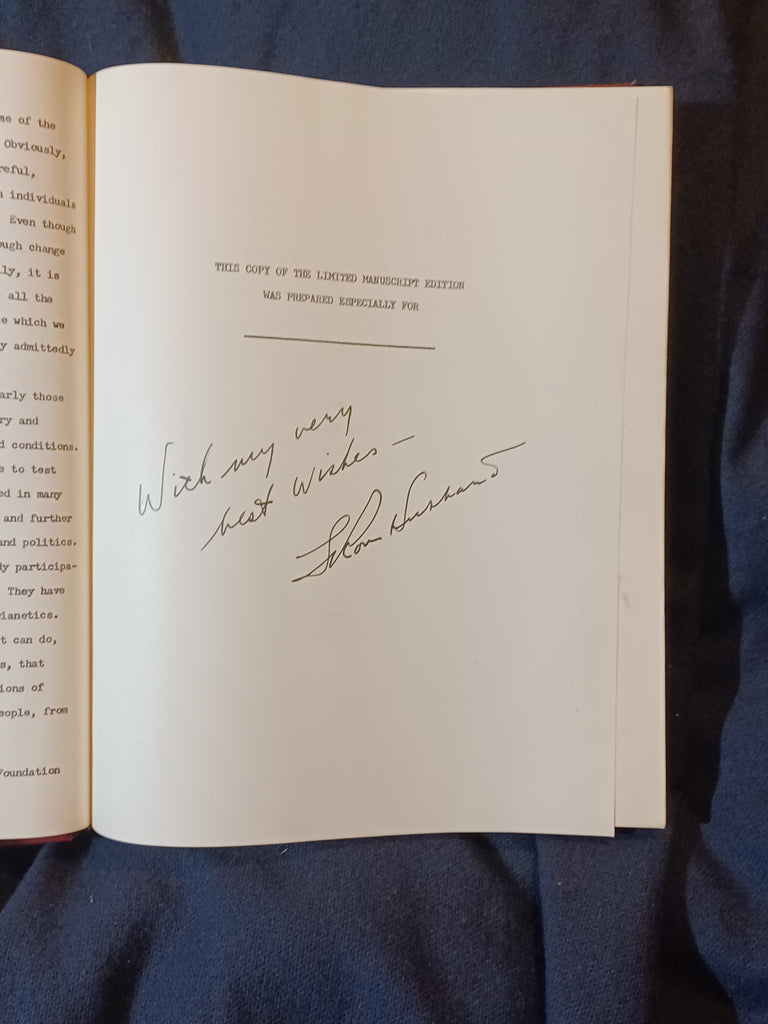 me of the
Obviously,
eful,
individuals
Even though
ugh change
ly, it is
all the
e which we
y admittedly
arly those
ry and
d conditions.
e to test
ed in many
and further
and politics.
ly participa-
They have
ianetics.
t can do,
s, that
ions of
eople, from
Foundation
THIS COPY OF THE LIMITED MANUSCRIPT EDITION
WAS PREPARED ESPECIALLY FOR
With my very
best wishes —
L Ron Hubbard